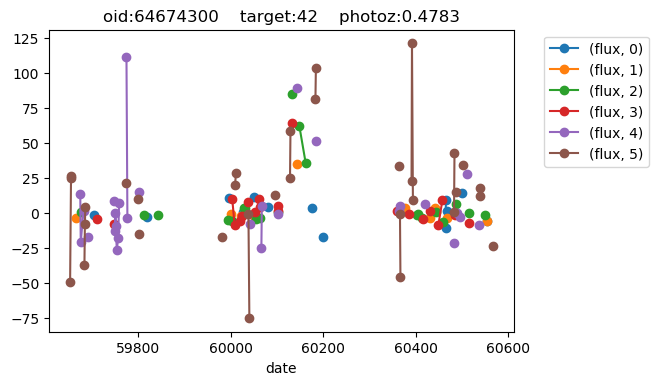 oid:64674300    target:42    photoz:0.4783
125
100
75
50
25
0
−25
−50
−75
59800
60000
60200
60400
60600
date
(flux, 0)
(flux, 1)
(flux, 2)
(flux, 3)
(flux, 4)
(flux, 5)